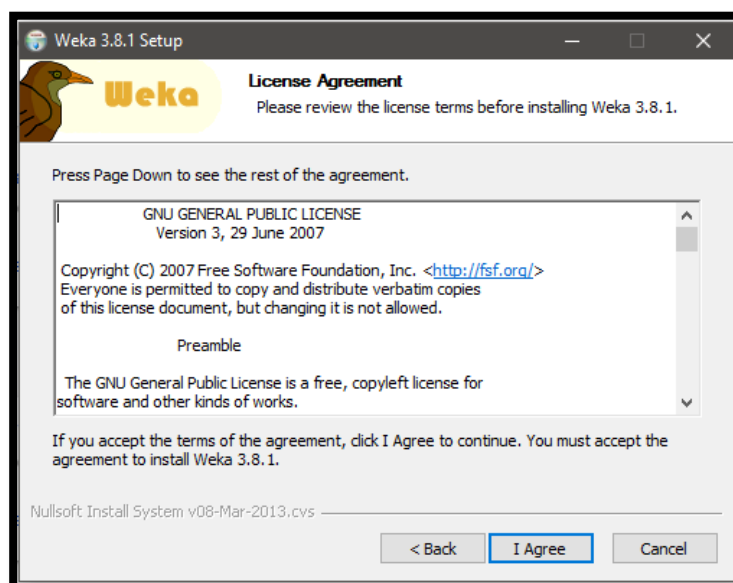 Weka 3.8.1 Setup
Weka
License Agreement
Please review the license terms before installing Weka 3.8.1.
Press Page Down to see the rest of the agreement.
GNU GENERAL PUBLIC LICENSE
Version 3, 29 June 2007
Copyright (C) 2007 Free Software Foundation, Inc. <http://fsf.org/>
Everyone is permitted to copy and distribute verbatim copies
of this license document, but changing it is not allowed.
Preamble
The GNU General Public License is a free, copyleft license for
software and other kinds of works.
If you accept the terms of the agreement, click I Agree to continue. You must accept the
agreement to install Weka 3.8.1.
Nullsoft Install System v08-Mar-2013.cvs
< Back I Agree Cancel